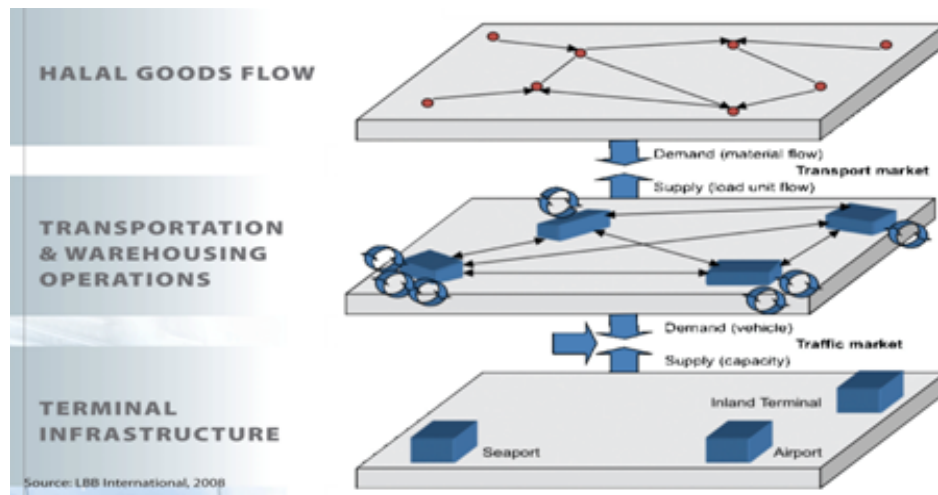 HALAL GOODS FLOW
Demand (material flow)
Transport market
Supply (load unit flow)
TRANSPORTATION
& WAREHOUSING
OPERATIONS
Demand (vehicle)
Traffic market
Supply (capacity)
TERMINAL
INFRASTRUCTURE
Inland Terminal
Seaport
Airport
Source: LBB International, 2008